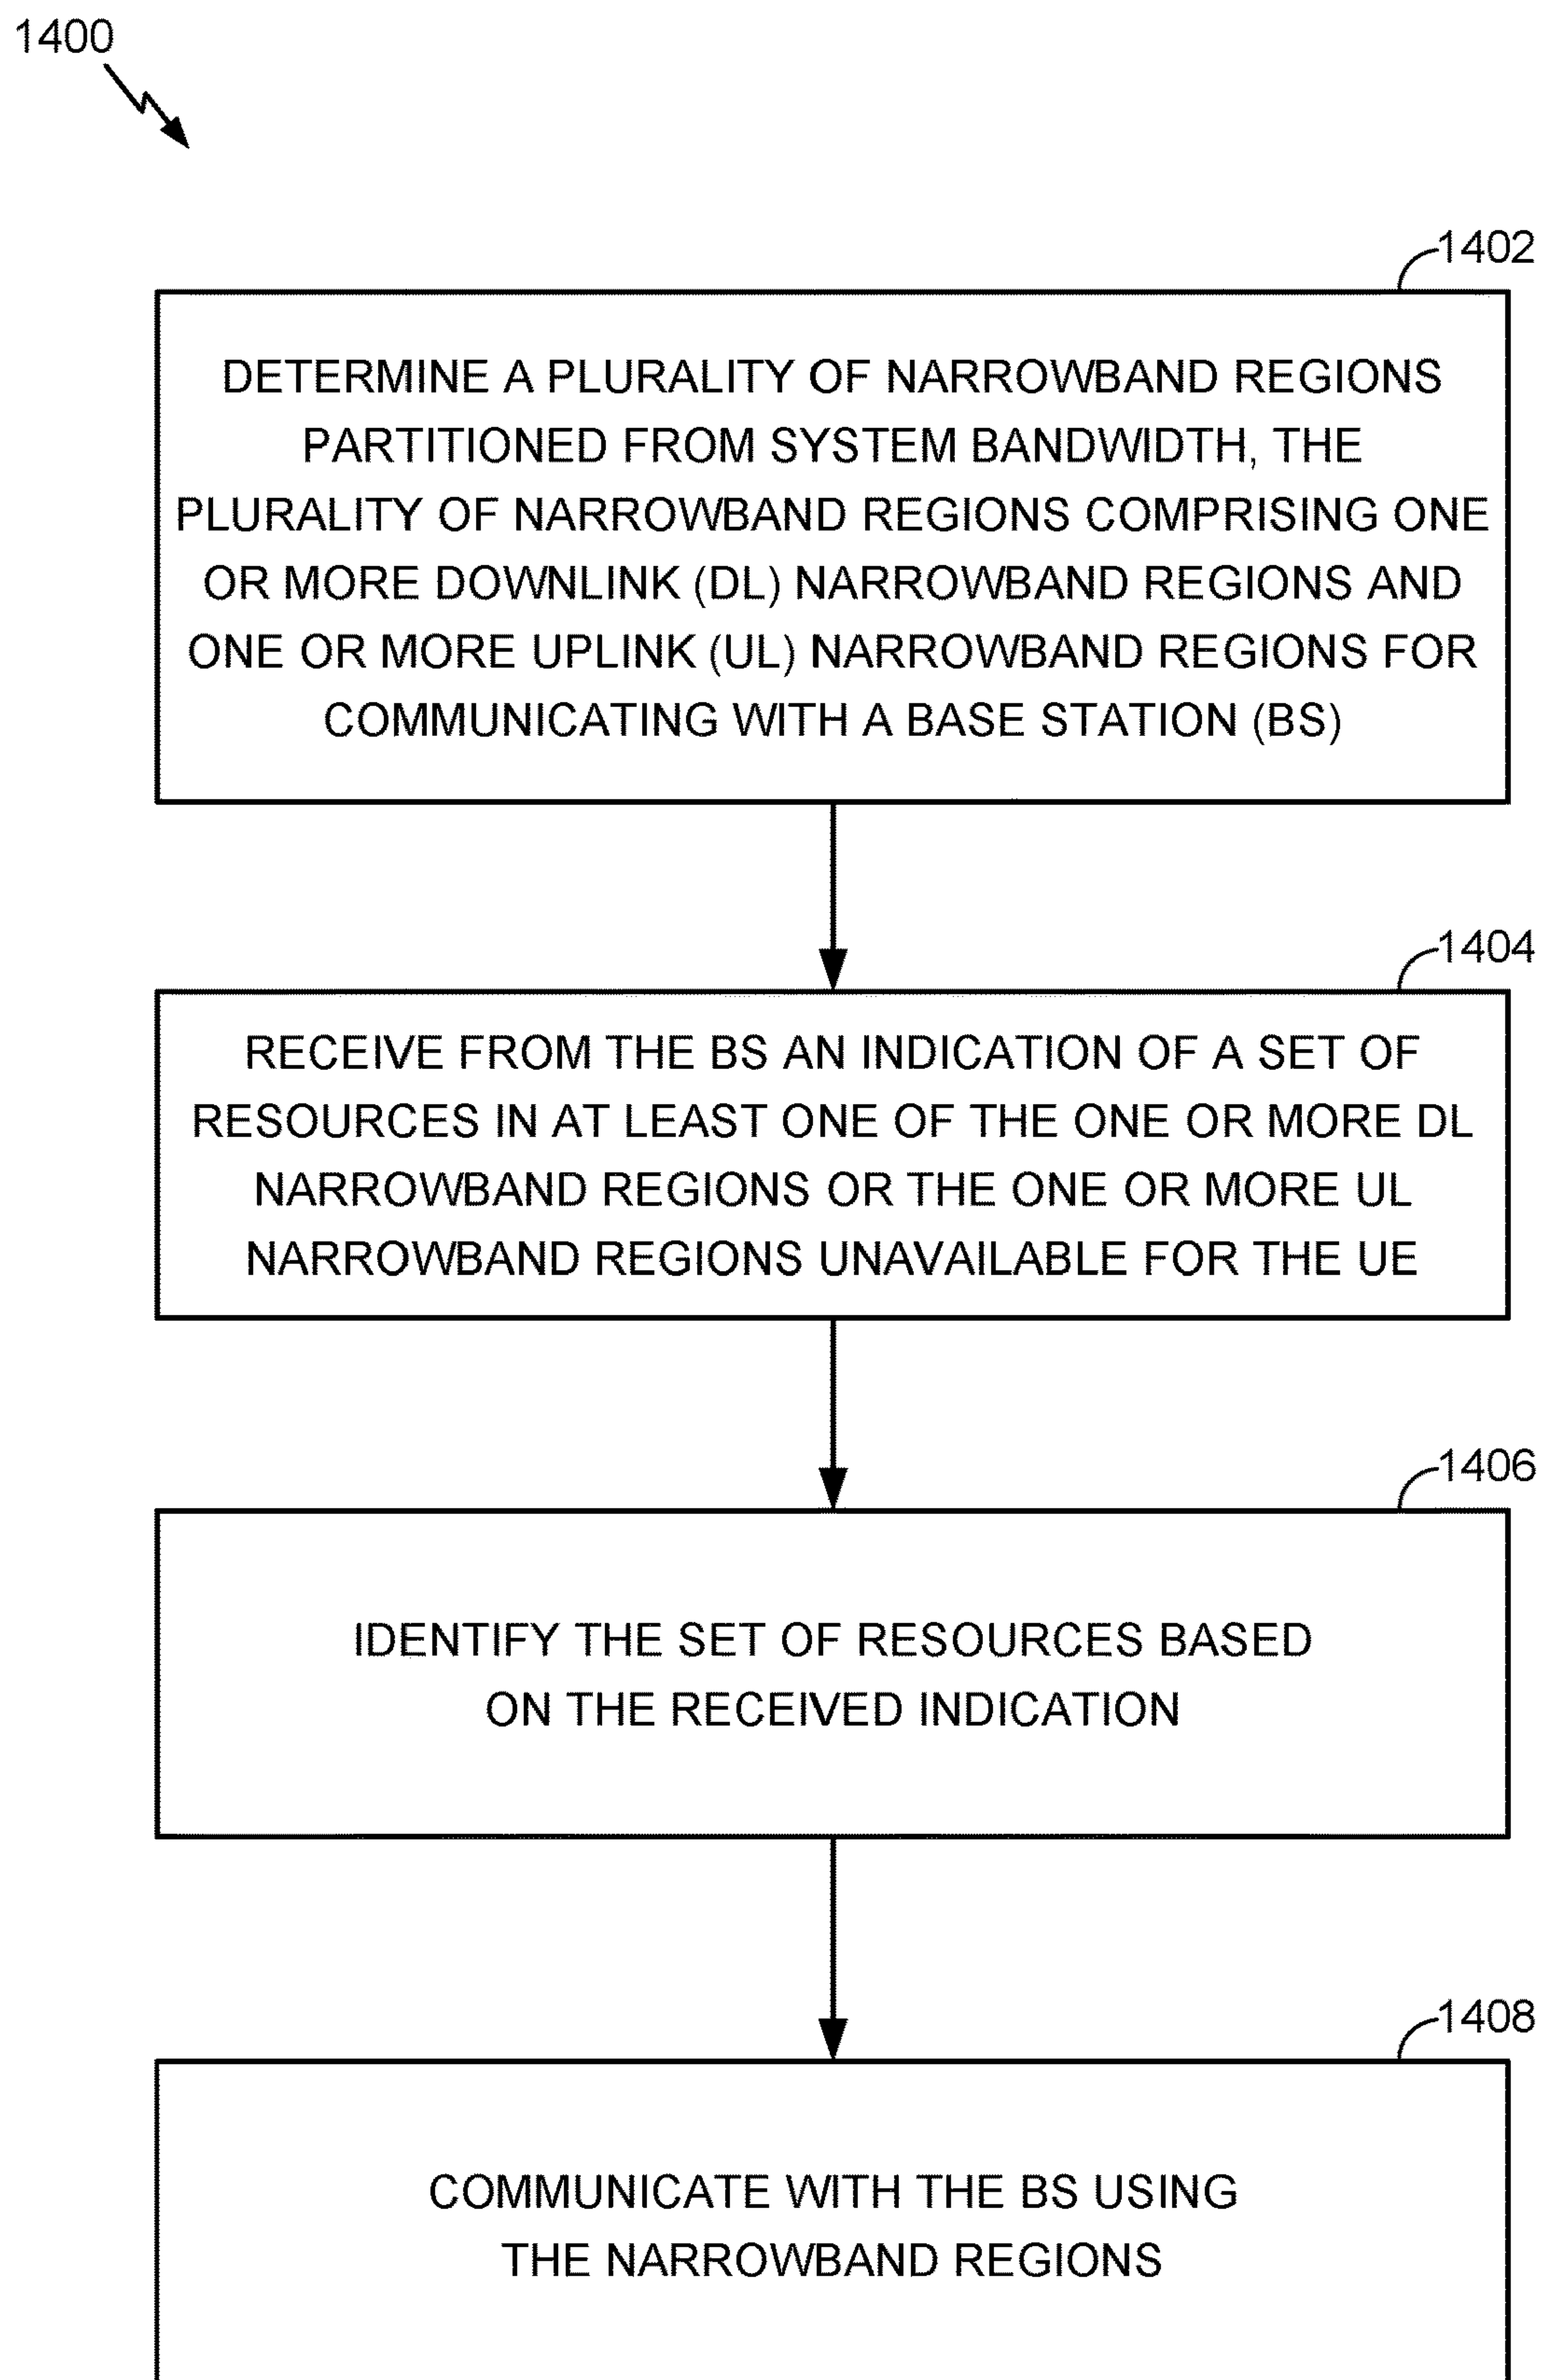 1400
1402
DETERMINE A PLURALITY OF NARROWBAND REGIONS
PARTITIONED FROM SYSTEM BANDWIDTH, THE
PLURALITY OF NARROWBAND REGIONS COMPRISING ONE
OR MORE DOWNLINK (DL) NARROWBAND REGIONS AND
ONE OR MORE UPLINK (UL) NARROWBAND REGIONS FOR
COMMUNICATING WITH A BASE STATION (BS)
1404
RECEIVE FROM THE BS AN INDICATION OF A SET OF
RESOURCES IN AT LEAST ONE OF THE ONE OR MORE DL
NARROWBAND REGIONS OR THE ONE OR MORE UL
NARROWBAND REGIONS UNAVAILABLE FOR THE UE
1406
IDENTIFY THE SET OF RESOURCES BASED
ON THE RECEIVED INDICATION
1408
COMMUNICATE WITH THE BS USING
THE NARROWBAND REGIONS